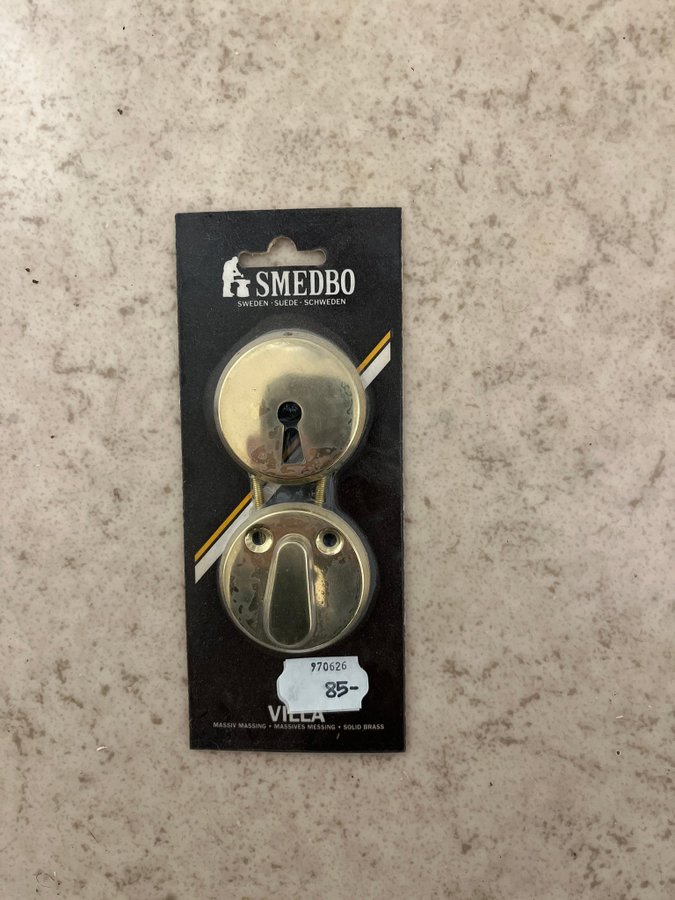 SMEDBO
SWEDEN · SUEDE · SCHWEDEN
970626
85-
VILLA
MASSIV MASSING • MASSIVES MESSING • SOLID BRASS